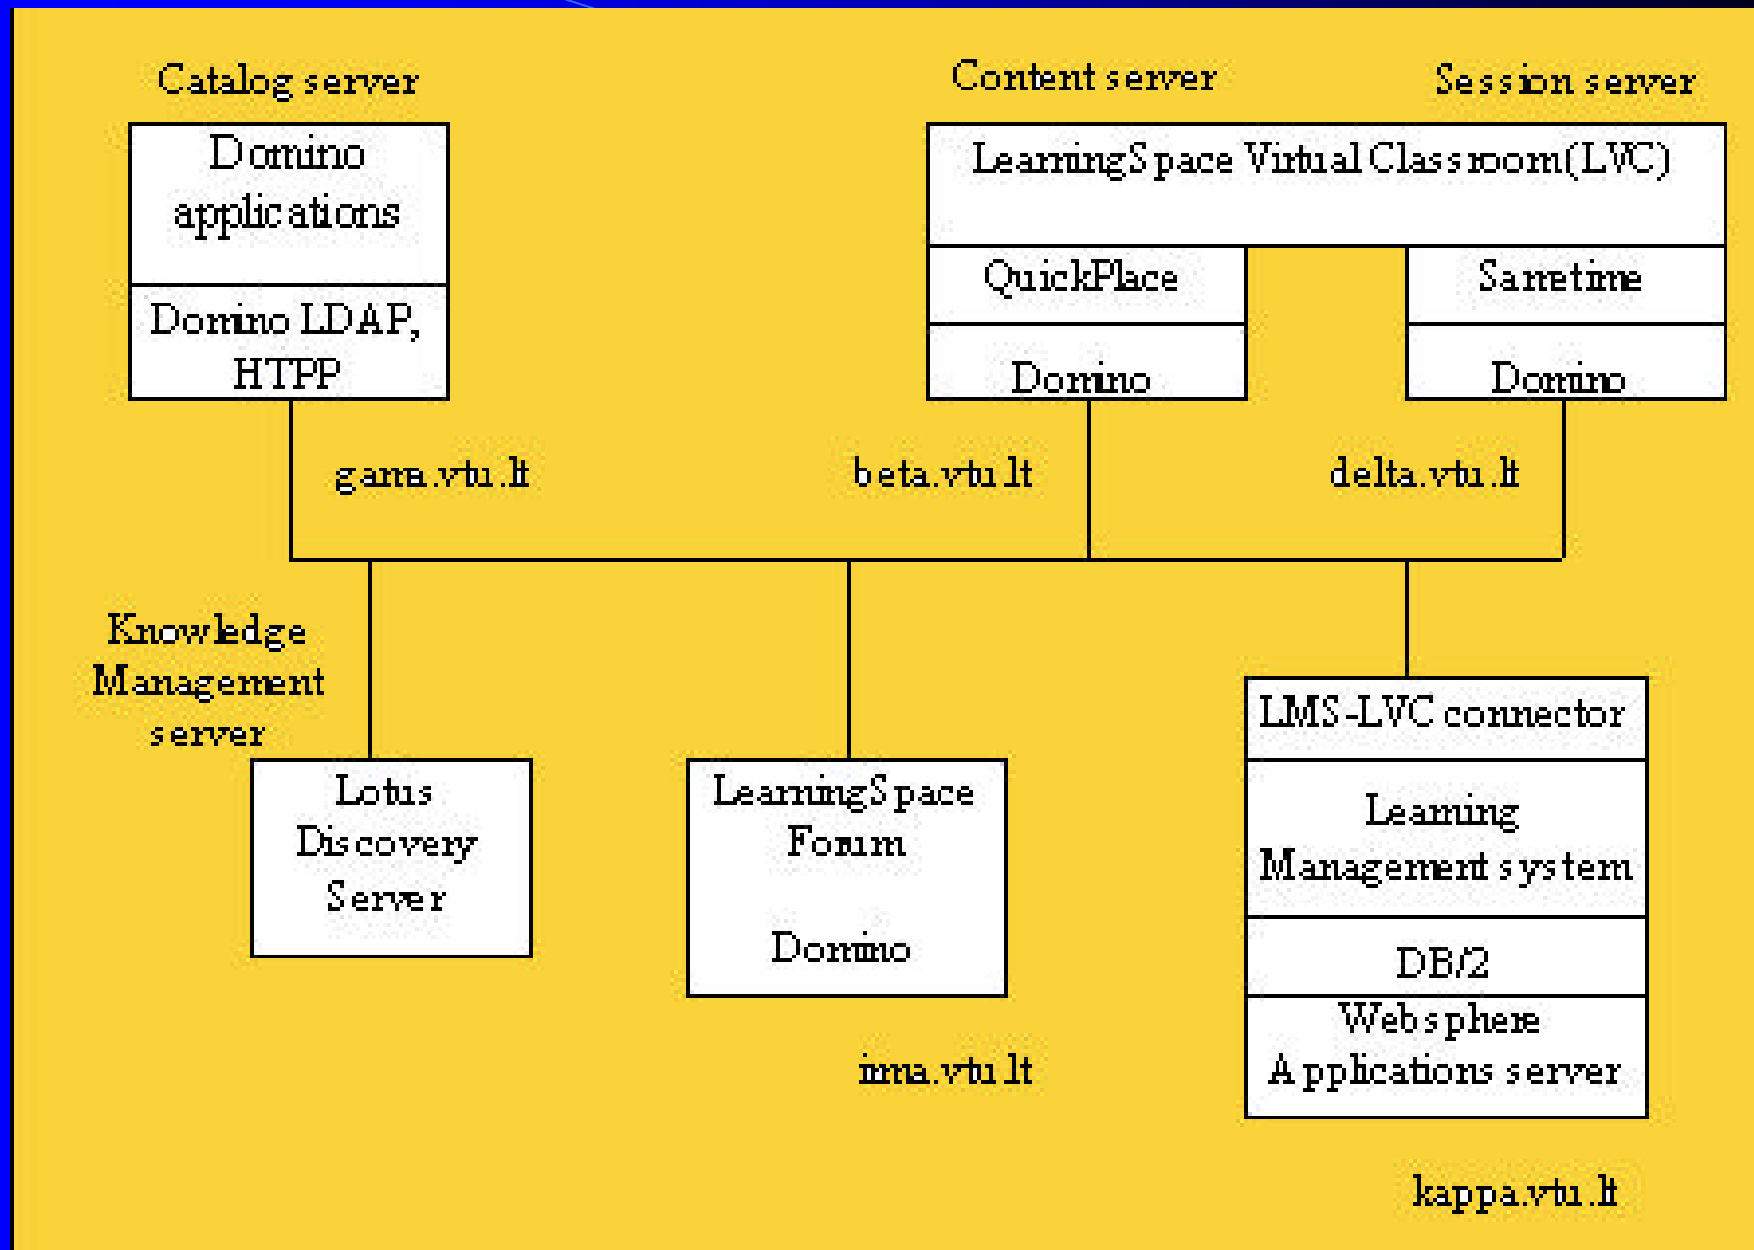 Catalog server
Content server
Session server
Domino
applications
Domino LDAP,
HTPP
LearningSpace Virtual Classroom(LVC)
QuickPlace
Domino
Sametime
Domino
gama.vtu.lt
beta.vtu.lt
delta.vtu.lt
Knowledge
Management
server
Lotus
Discovery
Server
LearningSpace
Forum
Domino
irma.vtu.lt
LMS-LVC connector
Learning
Management system
DB/2
Websphere
Applications server
kappa.vtu.lt